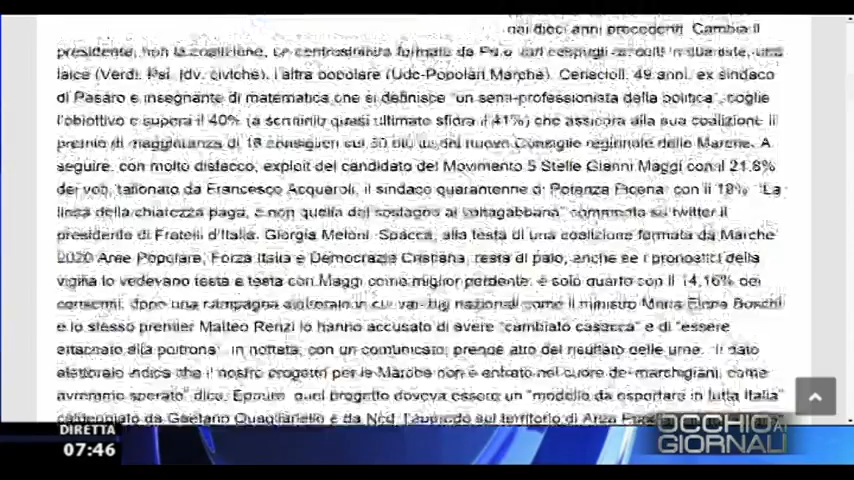 nei dieci anni precedenti. Cambia il
presidente, non la coalizione. Le centrosinistra formate da
laica (Verdi, Psi, Idv, civiche), l'altra popolare (Udc-Popolari Marche). Ceriscioli, 49 anni, ex sindaco
di Pesaro e insegnante di matematica che si definisce "un semi-professionista della politica", coglie
l'obiettivo e supera il 40% (a scrutinio quasi ultimato sfiora il 41%) che assicura alla sua coalizione il
premio di maggioranza di 18 consiglieri sui 30 del nuovo Consiglio regionale delle Marche. A
seguire, con molto distacco, exploit del candidato del Movimento 5 Stelle Gianni Maggi con il 21,8%
dei voti, tallonato da Francesco Acquaroli, il sindaco quarantenne di Potenza Picena, con il 18%. "La
linea della chiarezza paga, e non quella del sostegno ai voltagabbana" commenta su twitter il
presidente di Fratelli d'Italia, Giorgia Meloni. Spacca, alla testa di una coalizione formata da Marche
2020 Area Popolare, Forza Italia e Democrazia Cristiana, resta al palo, anche se i pronostici della
vigilia lo vedevano testa a testa con Maggi come miglior perdente: è solo quarto con il 14,16% dei
consensi, dopo una campagna elettorale in cui vari big nazionali come il ministro Maria Elena Boschi
e lo stesso premier Matteo Renzi lo hanno accusato di avere "cambiato casacca" e di "essere
attaccato alla poltrona". In nottata, con un comunicato, prende atto del risultato delle urne. "Il dato
elettorale indica che il nostro progetto per le Marche non è entrato nel cuore dei marchigiani, come
avremmo sperato" dice. Eppure quel progetto doveva essere un "modello da esportare in tutta Italia"
caldeggiato da Gaetano Quagliariello e da Ncd, l'approdo sul territorio di Area Popolare
DIRETTA
07:46
OCCHIO AI
GIORNALI